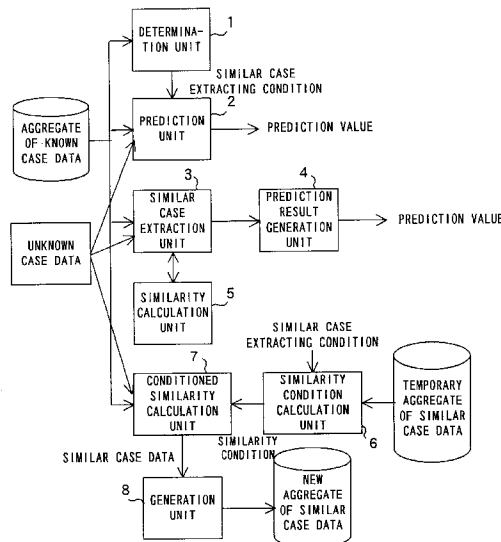 1
DETERMINA-
TION UNIT
SIMILAR CASE
EXTRACTING CONDITION
2
AGGREGATE
OF KNOWN
CASE DATA
PREDICTION
UNIT
PREDICTION VALUE
3
SIMILAR
CASE
EXTRACTION
UNIT
4
PREDICTION
RESULT
GENERATION
UNIT
PREDICTION VALUE
UNKNOWN
CASE DATA
SIMILARITY
CALCULATION
UNIT
5
SIMILAR CASE
EXTRACTING CONDITION
7
CONDITIONED
SIMILARITY
CALCULATION
UNIT
SIMILARITY
CONDITION
CALCULATION
UNIT
6
TEMPORARY
AGGREGATE
OF SIMILAR
CASE DATA
SIMILARITY
CONDITION
SIMILAR CASE DATA
8
GENERATION
UNIT
NEW
AGGREGATE
OF SIMILAR
CASE DATA